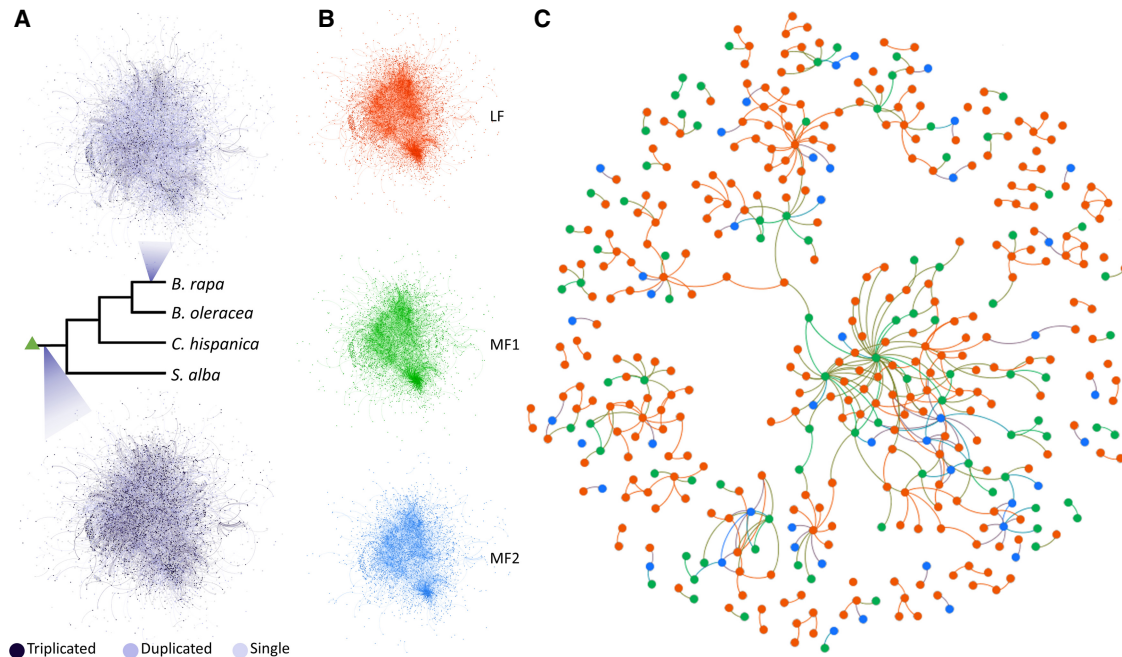 A
B
C
LF
B. rapa
B. oleracea
C. hispanica
S. alba
MF1
MF2
Triplicated Duplicated Single